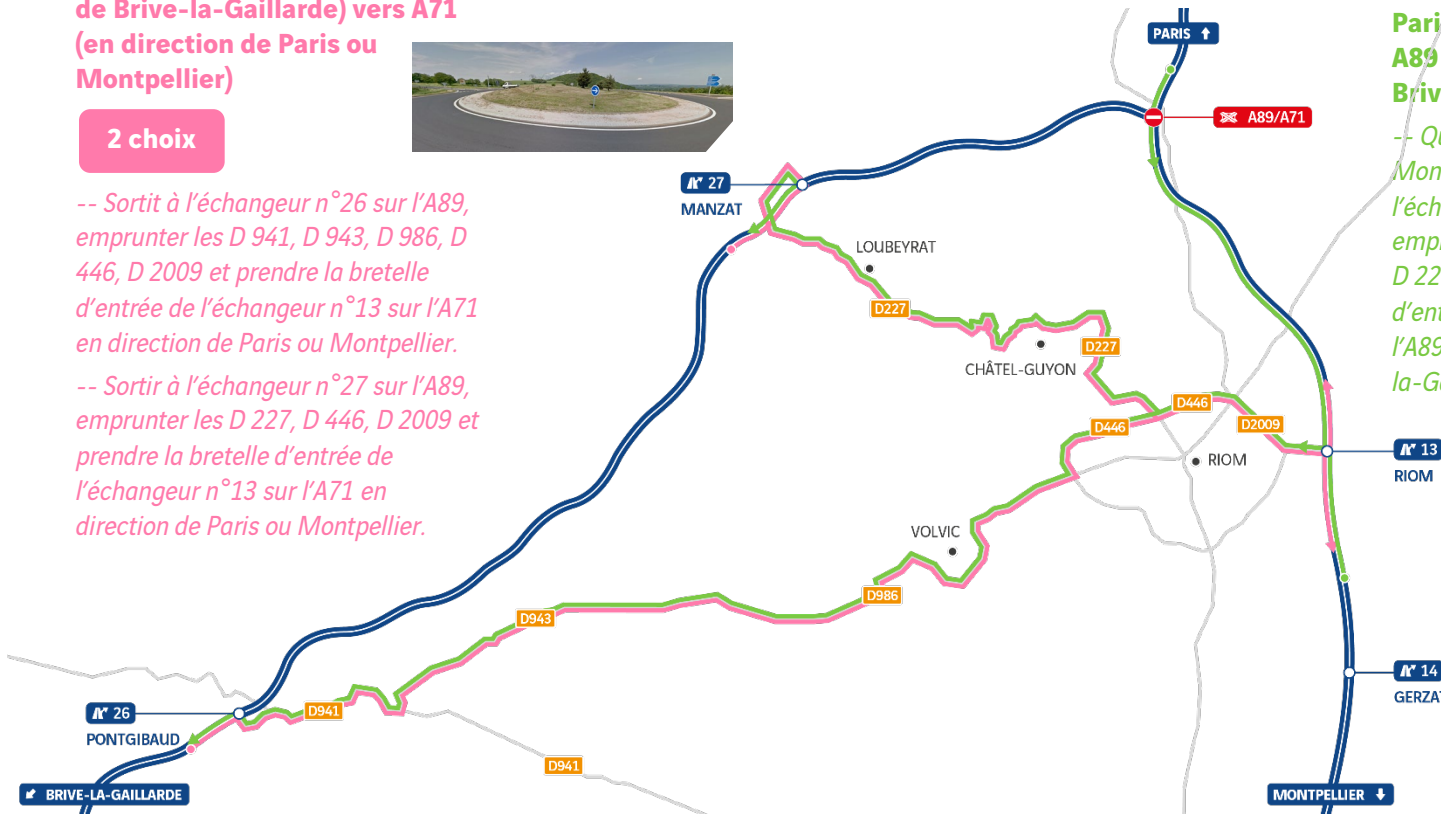 de Brive-la-Gaillarde) vers A71
(en direction de Paris ou
Montpellier)
2 choix
-- Sortit à l'échangeur n°26 sur l'A89,
emprunter les D 941, D 943, D 986, D
446, D 2009 et prendre la bretelle
d'entrée de l'échangeur n°13 sur l'A71
en direction de Paris ou Montpellier.
-- Sortir à l'échangeur n°27 sur l'A89,
emprunter les D 227, D 446, D 2009 et
prendre la bretelle d'entrée de
l'échangeur n°13 sur l'A71 en
direction de Paris ou Montpellier.
PARIS
A89/A71
27
MANZAT
LOUBEYRAT
D227
CHÂTEL-GUYON
D227
D446
D446
D2009
RIOM
13
RIOM
VOLVIC
D986
D943
D941
26
PONTGIBAUD
D941
14
BRIVE-LA-GAILLARDE
MONTPELLIER
A89
D 22
l'A89